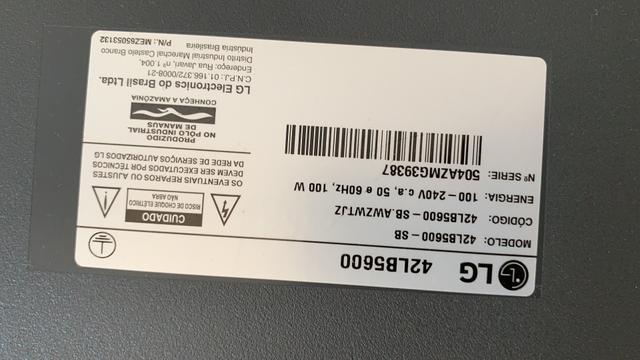 LG 42LB5600
MODELO: 42LB5600-SB
CÓDIGO: 42LB5600-SB.AWZWTJZ
ENERGIA: 100-240V c.a, 50 e 60Hz, 100 W
Nº SERIE: 504AZMG393B7
CUIDADO
RISCO DE CHOQUE ELÉTRICO
NÃO ABRA
OS EVENTUAIS REPAROS OU AJUSTES
DEVEM SER EXECUTADOS POR TÉCNICOS
DA REDE DE SERVIÇOS AUTORIZADOS LG
PRODUZIDO
NO PÓLO INDUSTRIAL
DE MANAUS
CONHEÇA A AMAZÔNIA
LG Electronics do Brasil Ltda.
C.N.P.J.: 01.166.372/0008-21
Endereço: Rua Javari, nº 1.004,
Distrito Industrial Marechal Castelo Branco
Indústria Brasileira
P/N.: MEZ65053132